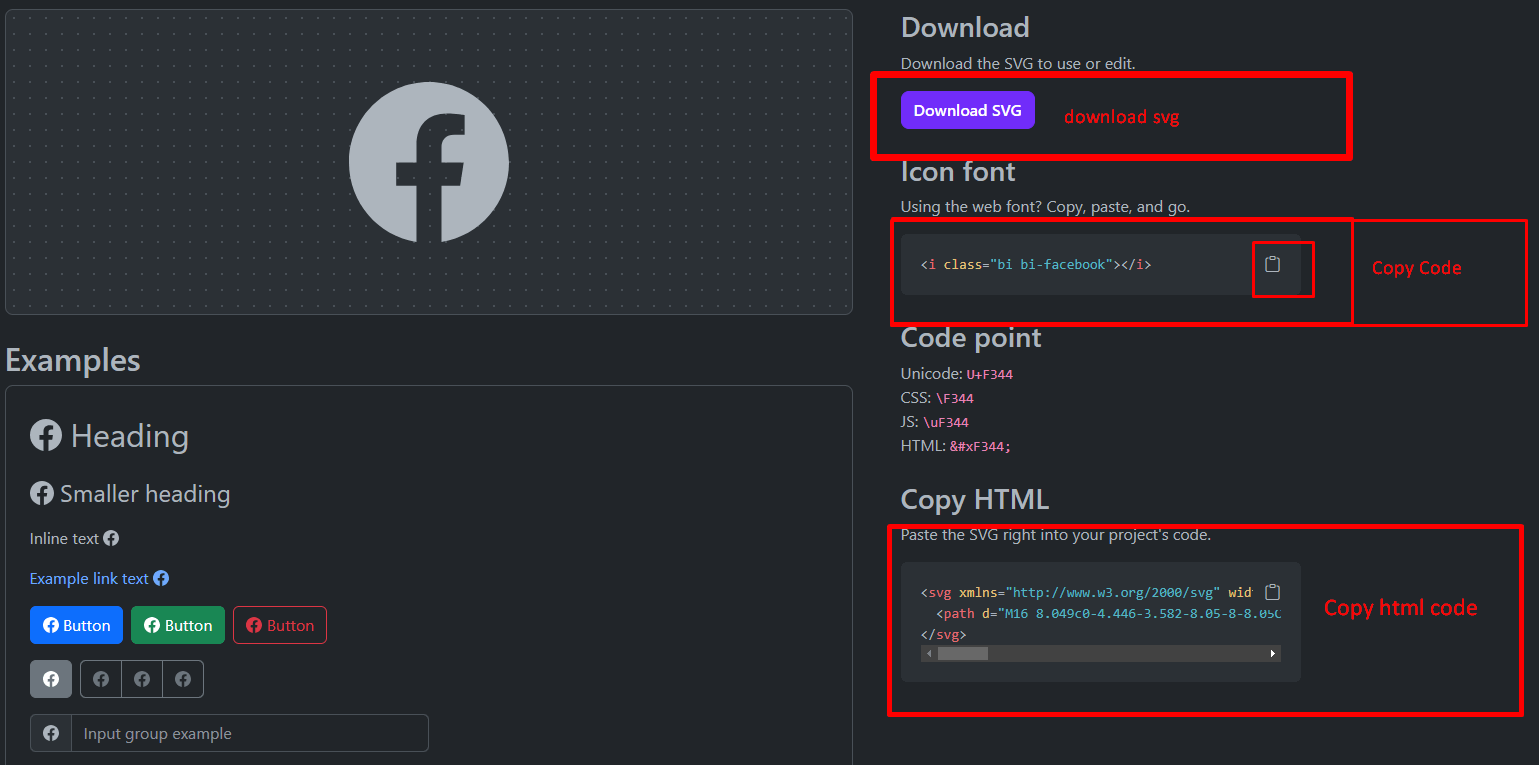 Download
Download the SVG to use or edit.
Download SVG
download svg
Icon font
Using the web font? Copy, paste, and go.
<i class="bi bi-facebook"></i>
Copy Code
Code point
Unicode: U+F344
CSS: \F344
JS: \uF344
HTML: &#xF344;
Copy HTML
Paste the SVG right into your project's code.
<svg xmlns="http://www.w3.org/2000/svg" widt
<path d="M16 8.049c0-4.446-3.582-8.05-8-8.05C
</svg>
Copy html code
Examples
Heading
Smaller heading
Inline text
Example link text
Button Button Button
Input group example